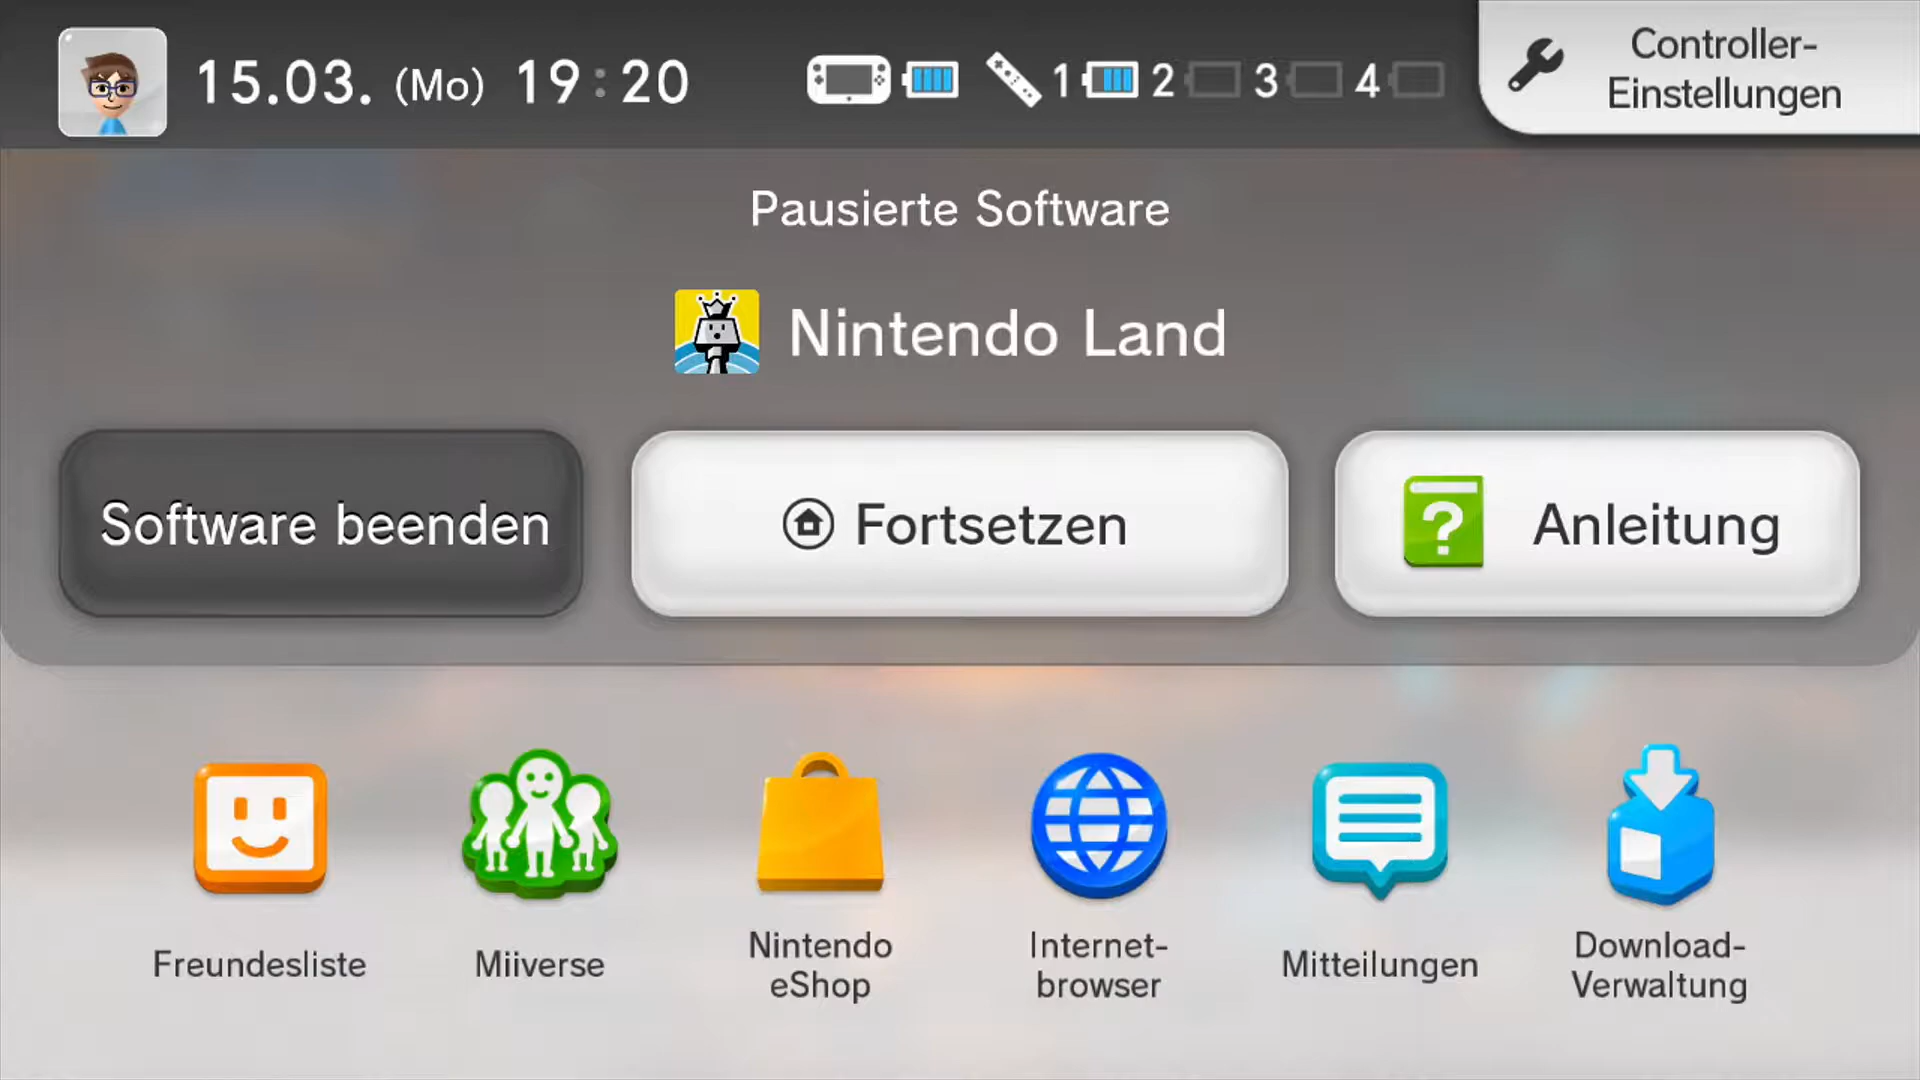 15.03. (Mo) 19:20
1 2 3 4
Controller-
Einstellungen
Pausierte Software
Nintendo Land
Software beenden
Fortsetzen
? Anleitung
Freundesliste
Miiverse
Nintendo
eShop
Internet-
browser
Mitteilungen
Download-
Verwaltung